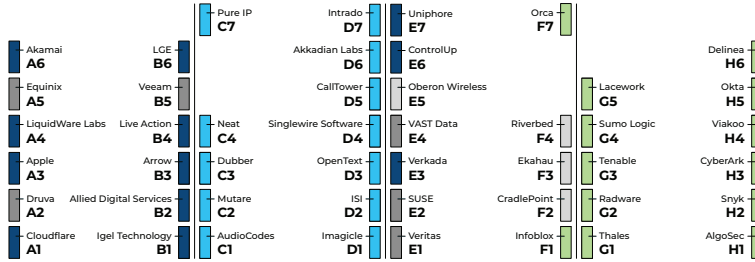 Pure IP
C7
Intrado
D7
Uniphore
E7
Orca
F7
Akamai
A6
LGE
B6
Akkadian Labs
D6
ControlUp
E6
Delinea
H6
Equinix
A5
Veeam
B5
CallTower
D5
Oberon Wireless
E5
Lacework
G5
Okta
H5
LiquidWare Labs
A4
Live Action
B4
Neat
C4
Singlewire Software
D4
VAST Data
E4
Riverbed
F4
Sumo Logic
G4
Viakoo
H4
Apple
A3
Arrow
B3
Dubber
C3
OpenText
D3
Verkada
E3
Ekahau
F3
Tenable
G3
CyberArk
H3
Druva
A2
Allied Digital Services
B2
Mutare
C2
ISI
D2
SUSE
E2
CradlePoint
F2
Radware
G2
Snyk
H2
Cloudflare
A1
Igel Technology
B1
AudioCodes
C1
Imagicle
D1
Veritas
E1
Infoblox
F1
Thales
G1
AlgoSec
H1